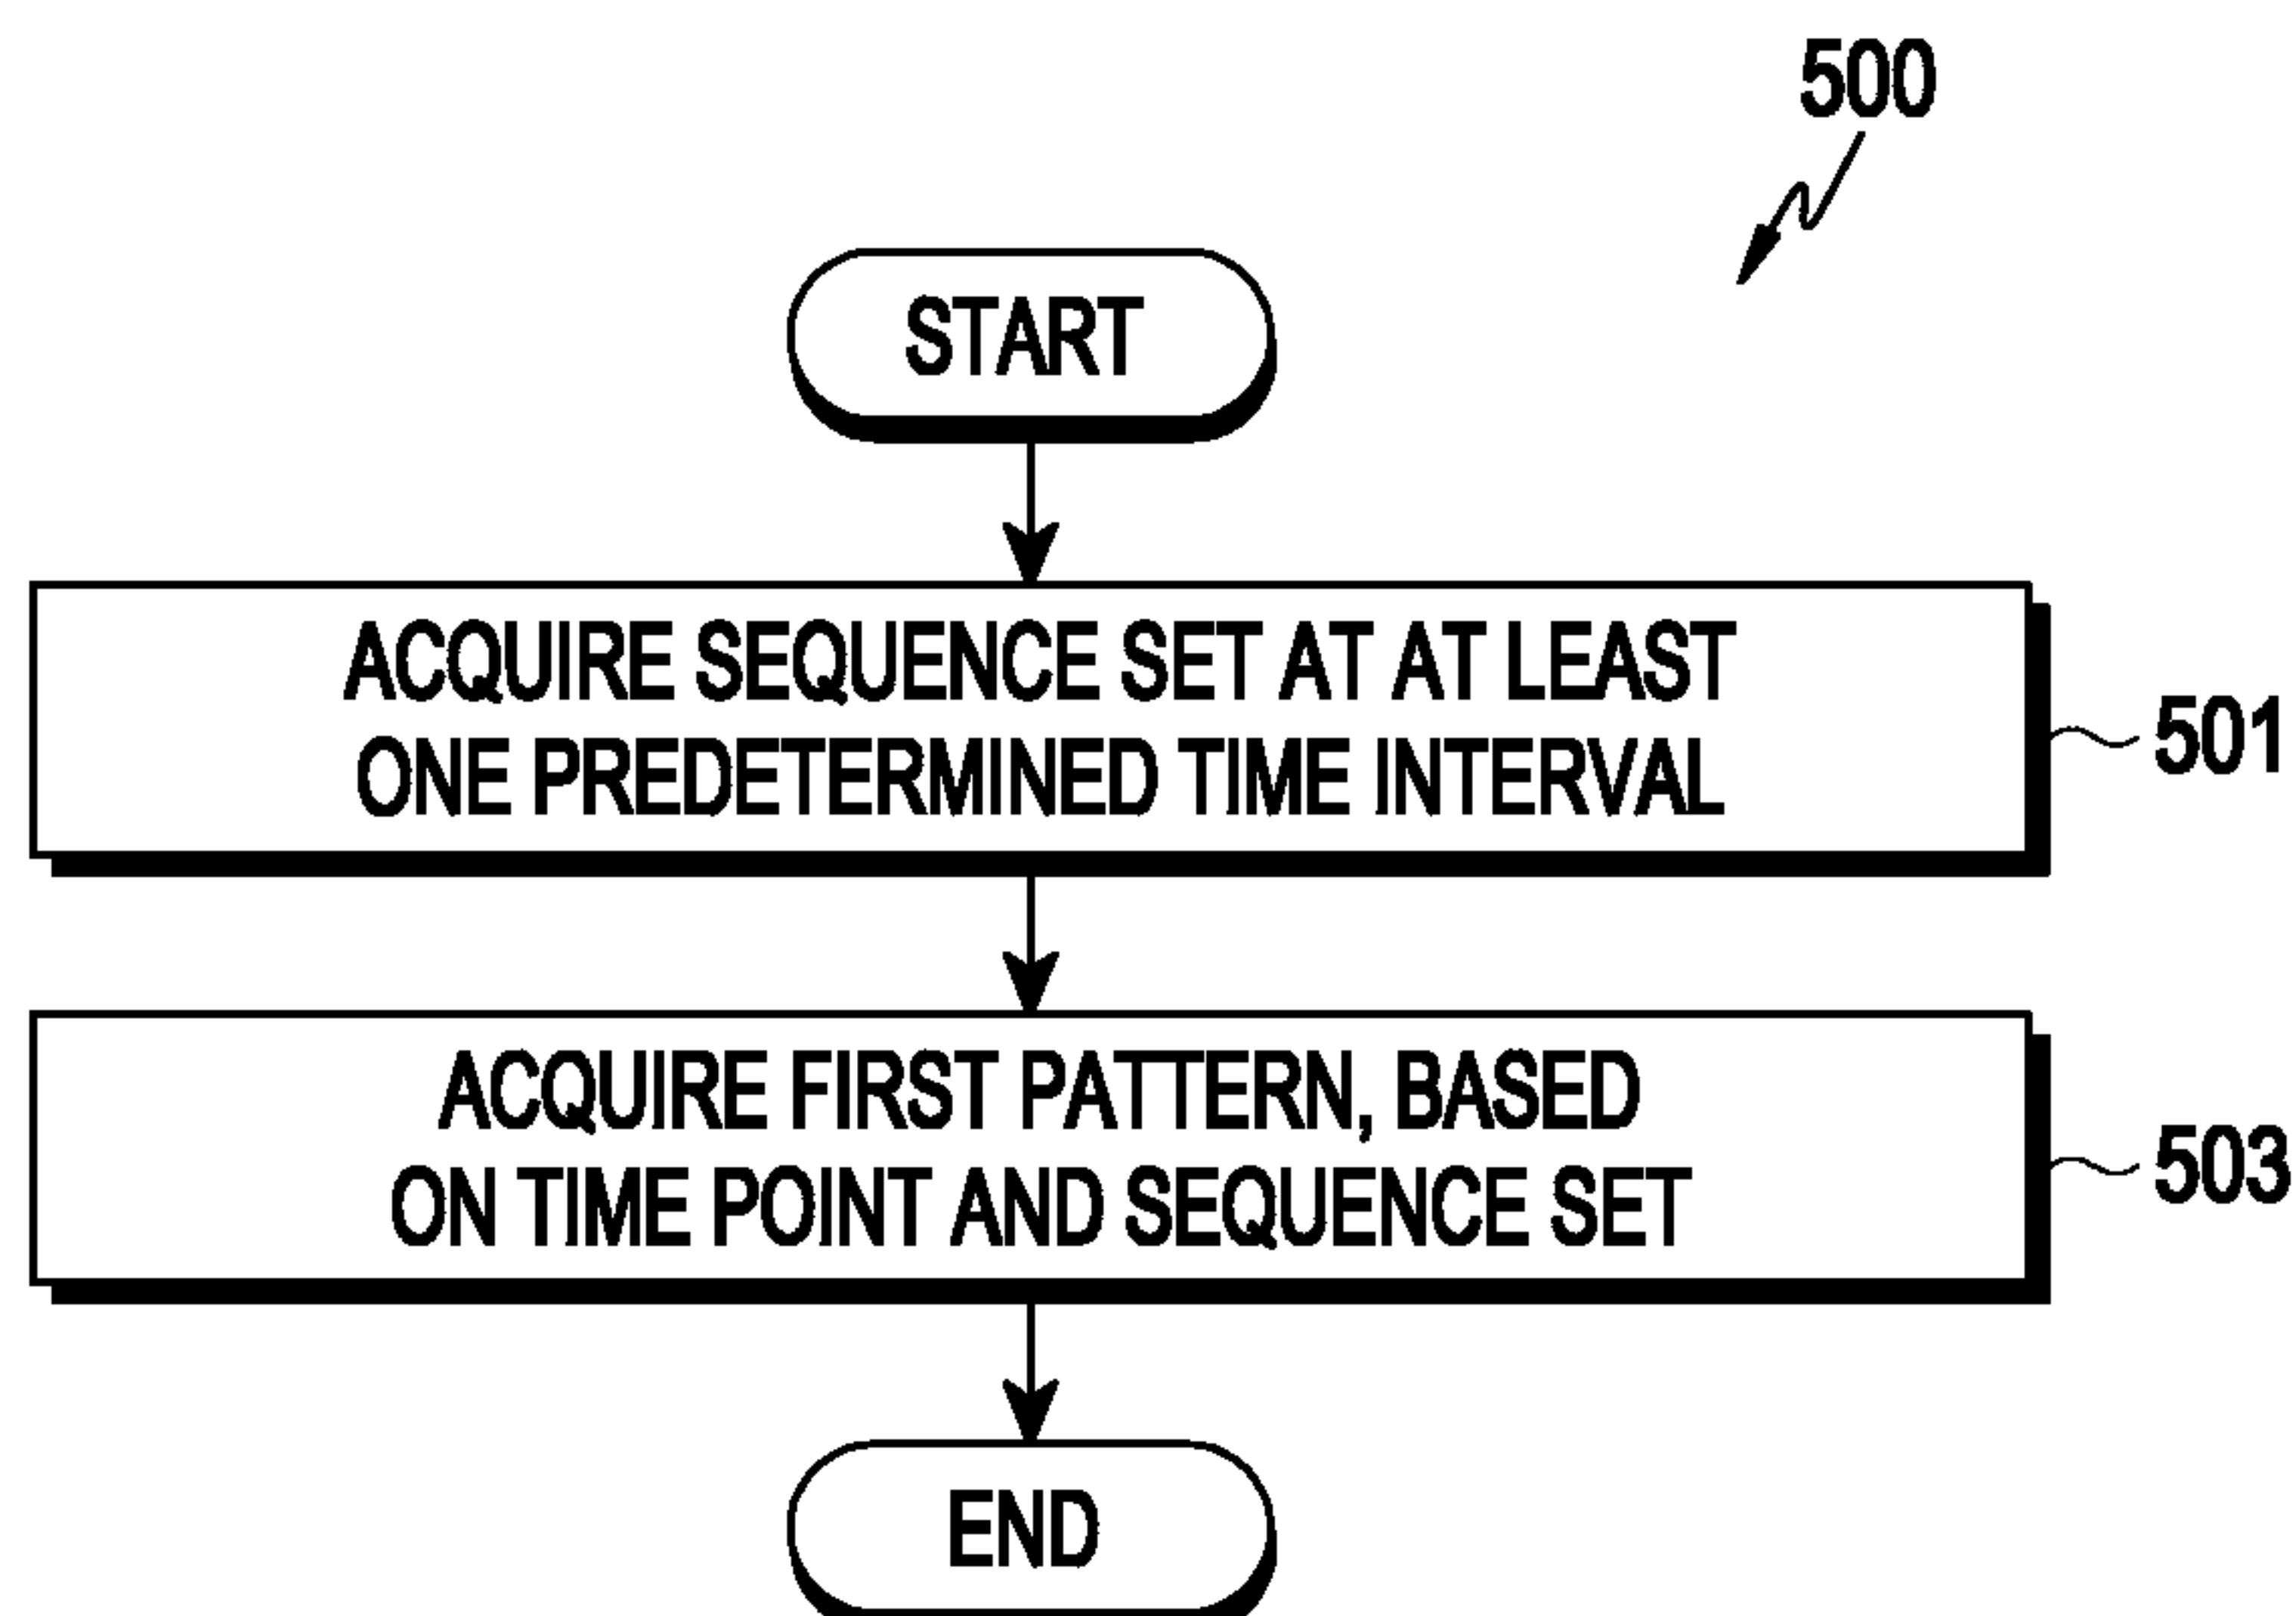 500
START
ACQUIRE SEQUENCE SET AT AT LEAST
ONE PREDETERMINED TIME INTERVAL
501
ACQUIRE FIRST PATTERN, BASED
ON TIME POINT AND SEQUENCE SET
503
END